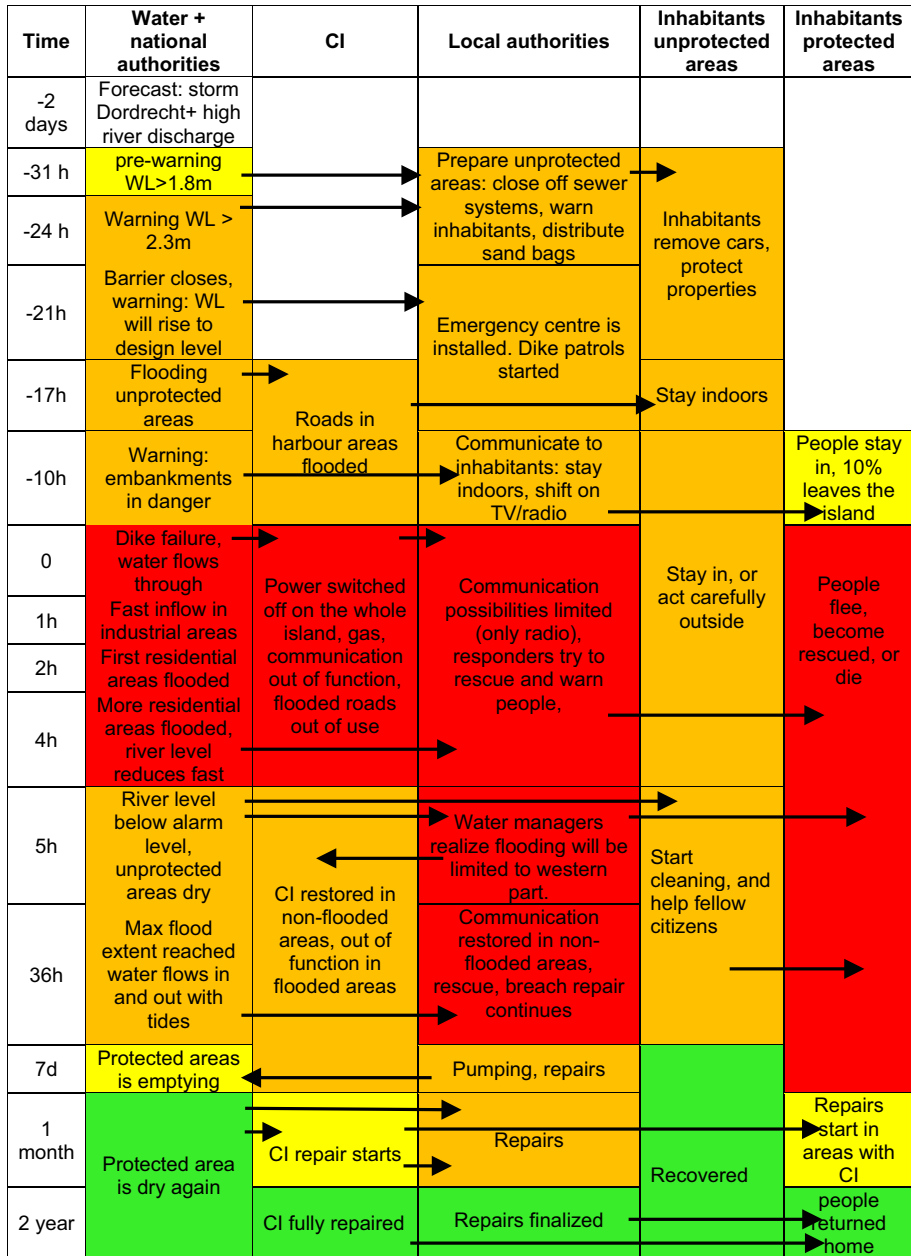 Time
Water +
national
authorities
CI
Local authorities
Inhabitants
unprotected
areas
Inhabitants
protected
areas
-2
days
Forecast: storm
Dordrecht+ high
river discharge
-31 h
pre-warning
WL>1.8m
Prepare unprotected
areas: close off sewer
systems, warn
inhabitants, distribute
sand bags
Inhabitants
remove cars,
protect
properties
-24 h
Warning WL >
2.3m
-21h
Barrier closes,
warning: WL
will rise to
design level
Emergency centre is
installed. Dike patrols
started
-17h
Flooding
unprotected
areas
Roads in
harbour areas
flooded
Stay indoors
-10h
Warning:
embankments
in danger
Communicate to
inhabitants: stay
indoors, shift on
TV/radio
Stay in, or
act carefully
outside
People stay
in, 10%
leaves the
island
0
Dike failure,
water flows
through
Power switched
off on the whole
island, gas,
communication
out of function,
flooded roads
out of use
Communication
possibilities limited
(only radio),
responders try to
rescue and warn
people,
People
flee,
become
rescued, or
die
1h
Fast inflow in
industrial areas
2h
First residential
areas flooded
4h
More residential
areas flooded,
river level
reduces fast
5h
River level
below alarm
level,
unprotected
areas dry
CI restored in
non-flooded
areas, out of
function in
flooded areas
Water managers
realize flooding will be
limited to western
part.
Start
cleaning, and
help fellow
citizens
36h
Max flood
extent reached
water flows in
and out with
tides
Communication
restored in non-
flooded areas,
rescue, breach repair
continues
7d
Protected areas
is emptying
Pumping, repairs
Recovered
1
month
Protected area
is dry again
CI repair starts
Repairs
Repairs
start in
areas with
CI
2 year
CI fully repaired
Repairs finalized
people
returned
home